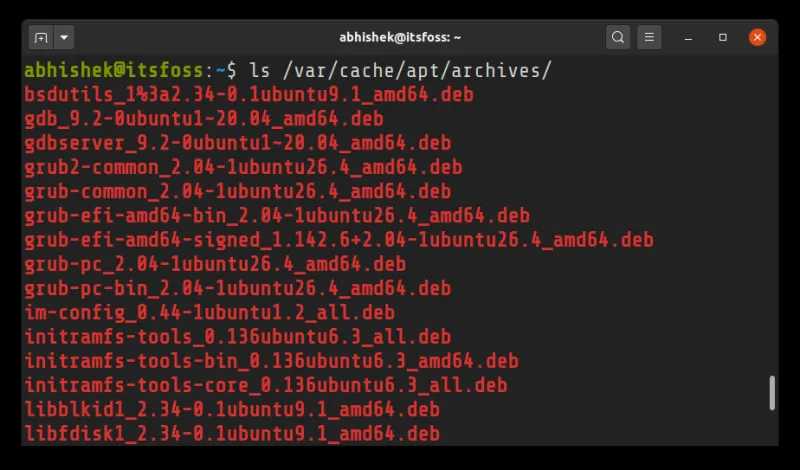 abhishek@itsfoss: ~
abhishek@itsfoss:~$ ls /var/cache/apt/archives/
bsdutils_1%3a2.34-0.1ubuntu9.1_amd64.deb
gdb_9.2-0ubuntu1~20.04_amd64.deb
gdbserver_9.2-0ubuntu1~20.04_amd64.deb
grub2-common_2.04-1ubuntu26.4_amd64.deb
grub-common_2.04-1ubuntu26.4_amd64.deb
grub-efi-amd64-bin_2.04-1ubuntu26.4_amd64.deb
grub-efi-amd64-signed_1.142.6+2.04-1ubuntu26.4_amd64.deb
grub-pc_2.04-1ubuntu26.4_amd64.deb
grub-pc-bin_2.04-1ubuntu26.4_amd64.deb
im-config_0.44-1ubuntu1.2_all.deb
initramfs-tools_0.136ubuntu6.3_all.deb
initramfs-tools-bin_0.136ubuntu6.3_amd64.deb
initramfs-tools-core_0.136ubuntu6.3_all.deb
libblkid1_2.34-0.1ubuntu9.1_amd64.deb
libfdisk1_2.34-0.1ubuntu9.1_amd64.deb